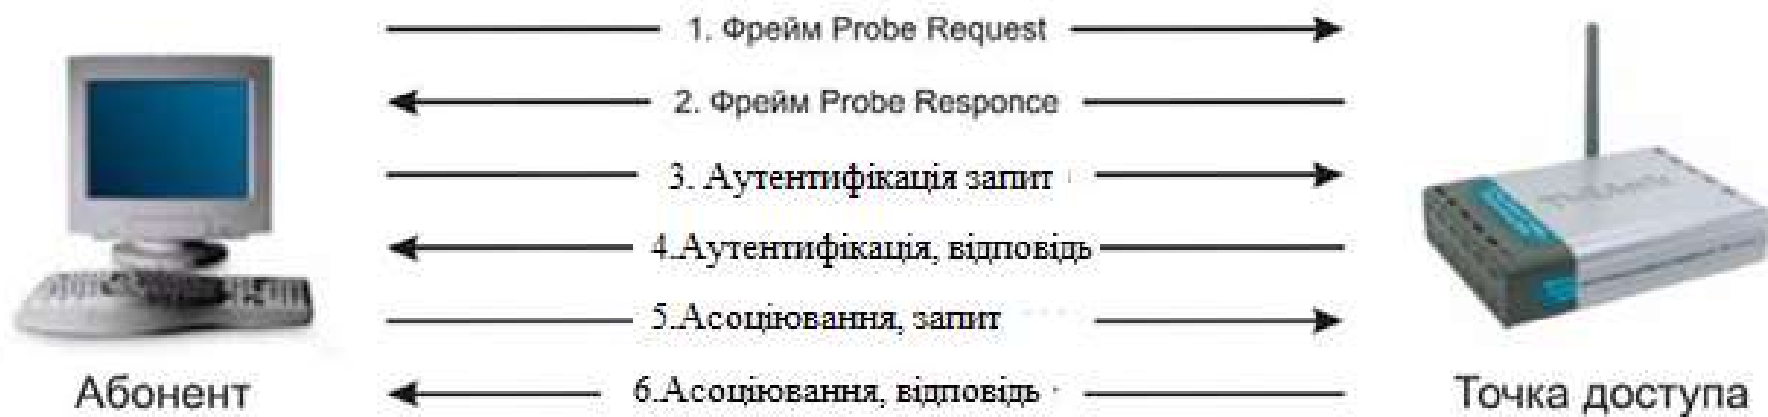 1. Фрейм Probe Request
2. Фрейм Probe Responce
3. Аутентифікація запит
4.Аутентифікація, відповідь
5.Асоціювання, запит
6.Асоціювання, відповідь
Абонент
Точка доступа